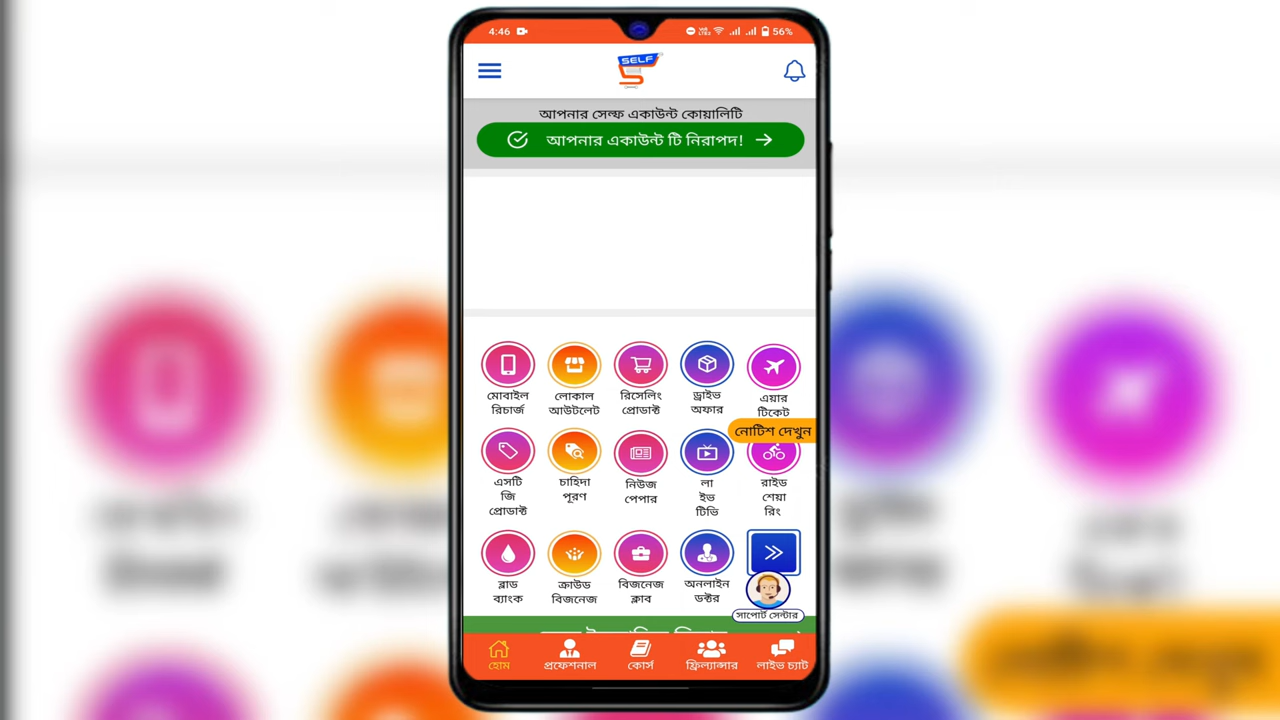 4:46
56%
SELF
আপনার সেল্ফ একাউন্ট কোয়ালিটি
আপনার একাউন্ট টি নিরাপদ!
মোবাইল
রিচার্জ
লোকাল
আউটলেট
রিসেলিং
প্রোডাক্ট
ড্রাইভ
অফার
এয়ার
টিকেট
নোটিশ দেখুন
এসটি
জি
প্রোডাক্ট
চাহিদা
পূরণ
নিউজ
পেপার
লা
ইভ
টিভি
রাইড
শেয়া
রিং
ব্লাড
ব্যাংক
ক্রাউড
বিজনেজ
বিজনেজ
ক্লাব
অনলাইন
ডক্টর
সাপোর্ট সেন্টার
হোম
প্রফেশনাল
কোর্স
ফ্রিল্যান্সার
লাইভ চ্যাট